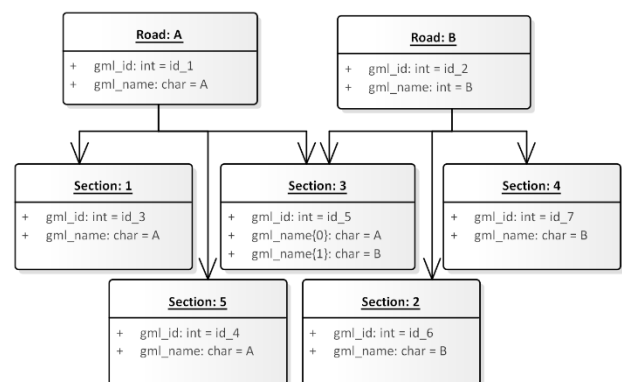 Road: A
+ gml_id: int = id_1
+ gml_name: char = A
Road: B
+ gml_id: int = id_2
+ gml_name: int = B
Section: 1
+ gml_id: int = id_3
+ gml_name: char = A
Section: 3
+ gml_id: int = id_5
+ gml_name{0}: char = A
+ gml_name{1}: char = B
Section: 4
+ gml_id: int = id_7
+ gml_name: char = B
Section: 5
+ gml_id: int = id_4
+ gml_name: char = A
Section: 2
+ gml_id: int = id_6
+ gml_name: char = B